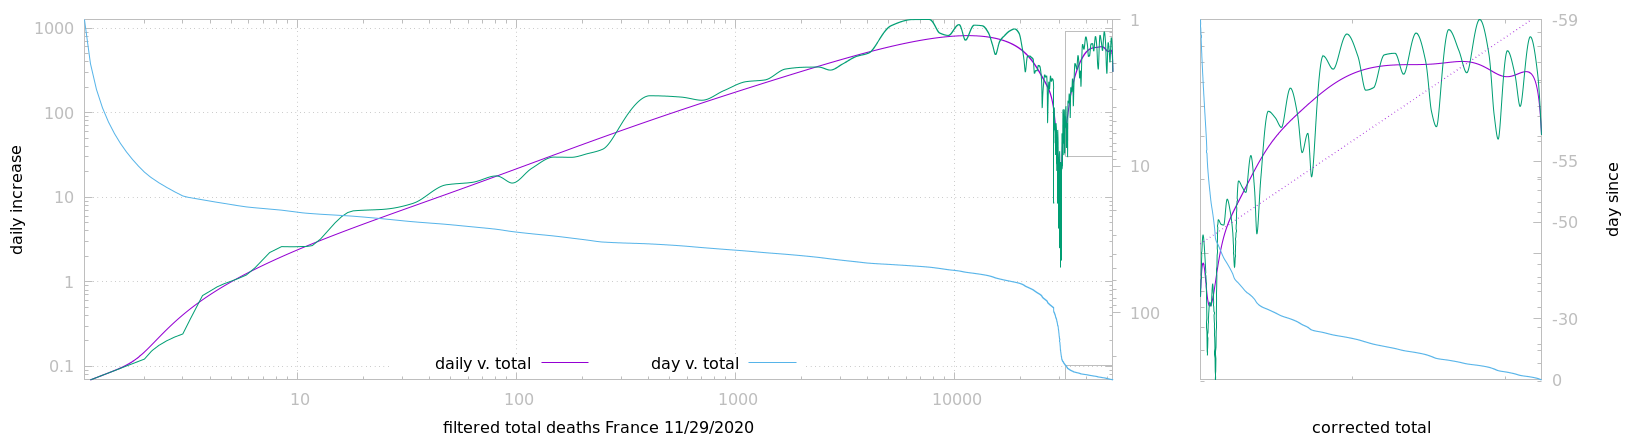 1000
100
10
1
0.1
daily increase
daily v. total
day v. total
10
100
1000
10000
filtered total deaths France 11/29/2020
1
10
100
-59
-55
-50
-30
0
day since
corrected total